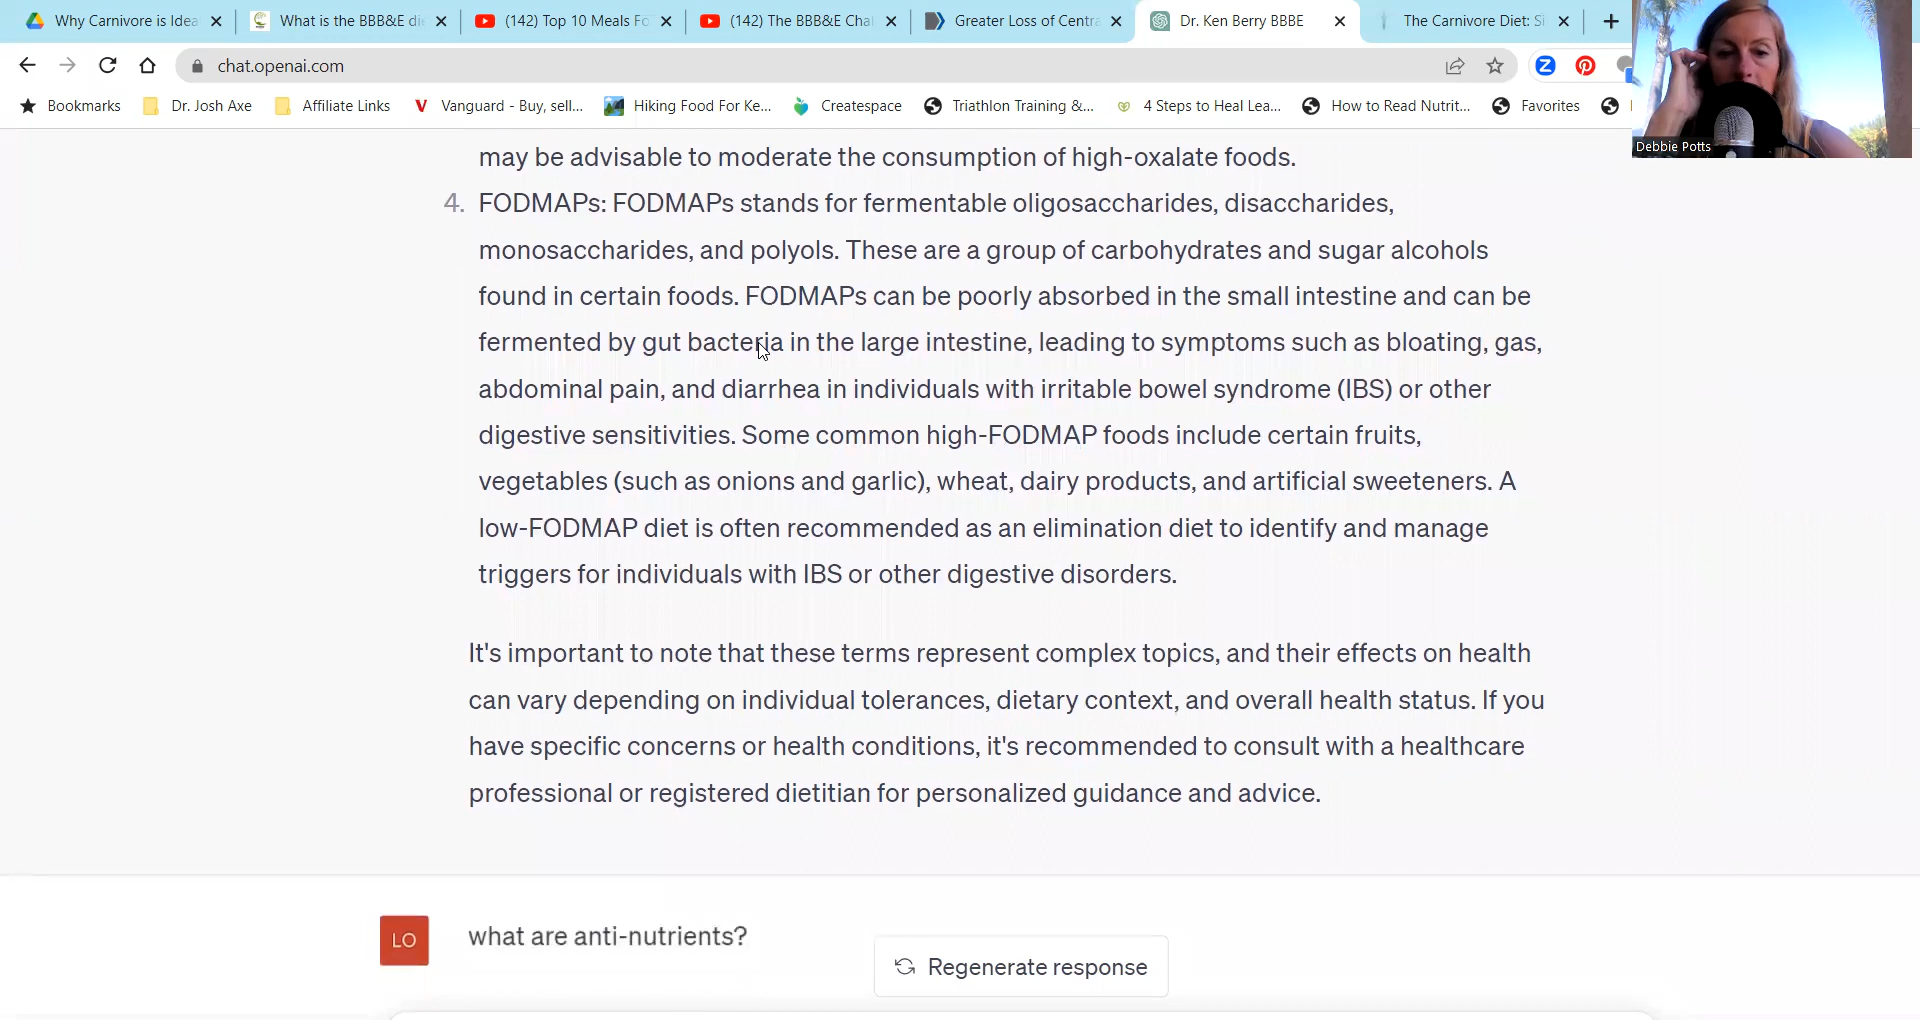 Why Carnivore is Idea
What is the BBB&E di
(142) Top 10 Meals Fo
(142) The BBB&E Cha
Greater Loss of Centra
Dr. Ken Berry BBBE
The Carnivore Diet: Si
chat.openai.com
Bookmarks
Dr. Josh Axe
Affiliate Links
Vanguard - Buy, sell...
Hiking Food For Ke...
Createspace
Triathlon Training &...
4 Steps to Heal Lea...
How to Read Nutrit...
Favorites
Debbie Potts
may be advisable to moderate the consumption of high-oxalate foods.
4. FODMAPs: FODMAPs stands for fermentable oligosaccharides, disaccharides,
monosaccharides, and polyols. These are a group of carbohydrates and sugar alcohols
found in certain foods. FODMAPs can be poorly absorbed in the small intestine and can be
fermented by gut bacteria in the large intestine, leading to symptoms such as bloating, gas,
abdominal pain, and diarrhea in individuals with irritable bowel syndrome (IBS) or other
digestive sensitivities. Some common high-FODMAP foods include certain fruits,
vegetables (such as onions and garlic), wheat, dairy products, and artificial sweeteners. A
low-FODMAP diet is often recommended as an elimination diet to identify and manage
triggers for individuals with IBS or other digestive disorders.
It's important to note that these terms represent complex topics, and their effects on health
can vary depending on individual tolerances, dietary context, and overall health status. If you
have specific concerns or health conditions, it's recommended to consult with a healthcare
professional or registered dietitian for personalized guidance and advice.
LO
what are anti-nutrients?
Regenerate response